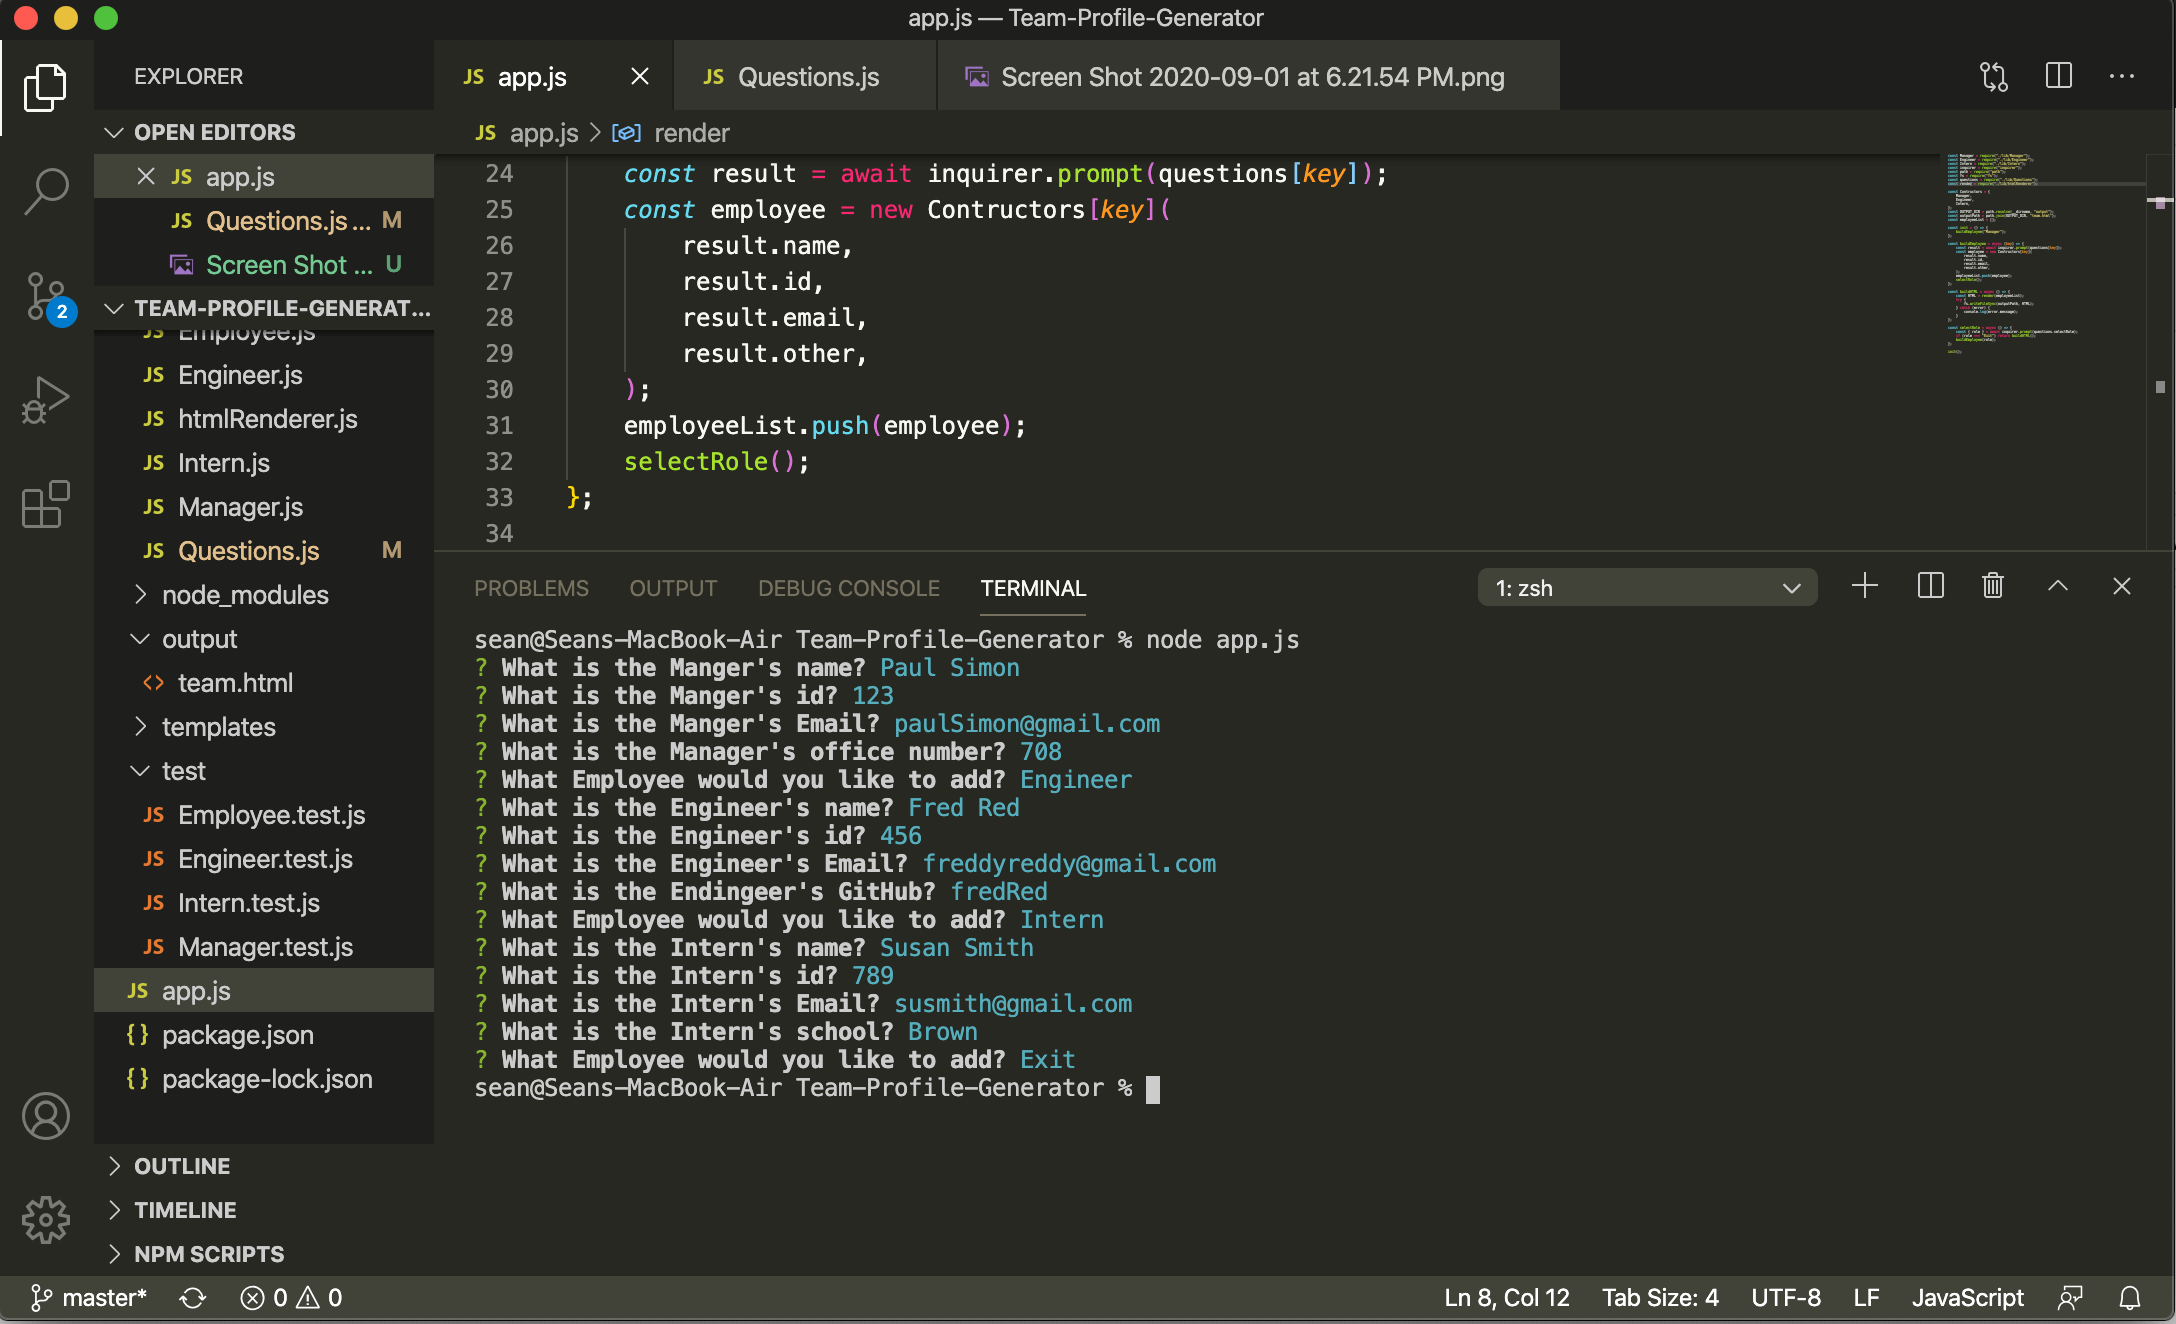 app.js — Team-Profile-Generator
EXPLORER
OPEN EDITORS
JS app.js
JS Questions.js ... M
Screen Shot ... U
TEAM-PROFILE-GENERAT...
JS Employee.js
JS Engineer.js
JS htmlRenderer.js
JS Intern.js
JS Manager.js
JS Questions.js M
node_modules
output
<> team.html
templates
test
JS Employee.test.js
JS Engineer.test.js
JS Intern.test.js
JS Manager.test.js
JS app.js
{} package.json
{} package-lock.json
OUTLINE
TIMELINE
NPM SCRIPTS
2
JS app.js
JS Questions.js
Screen Shot 2020-09-01 at 6.21.54 PM.png
JS app.js > render
24 const result = await inquirer.prompt(questions[key]);
25 const employee = new Contructors[key](
26 result.name,
27 result.id,
28 result.email,
29 result.other,
30 );
31 employeeList.push(employee);
32 selectRole();
33 };
34
PROBLEMS OUTPUT DEBUG CONSOLE TERMINAL 1: zsh
sean@Seans-MacBook-Air Team-Profile-Generator % node app.js
? What is the Manger's name? Paul Simon
? What is the Manger's id? 123
? What is the Manger's Email? paulSimon@gmail.com
? What is the Manager's office number? 708
? What Employee would you like to add? Engineer
? What is the Engineer's name? Fred Red
? What is the Engineer's id? 456
? What is the Engineer's Email? freddyreddy@gmail.com
? What is the Endingeer's GitHub? fredRed
? What Employee would you like to add? Intern
? What is the Intern's name? Susan Smith
? What is the Intern's id? 789
? What is the Intern's Email? susmith@gmail.com
? What is the Intern's school? Brown
? What Employee would you like to add? Exit
sean@Seans-MacBook-Air Team-Profile-Generator %
master* 0 0 Ln 8, Col 12 Tab Size: 4 UTF-8 LF JavaScript